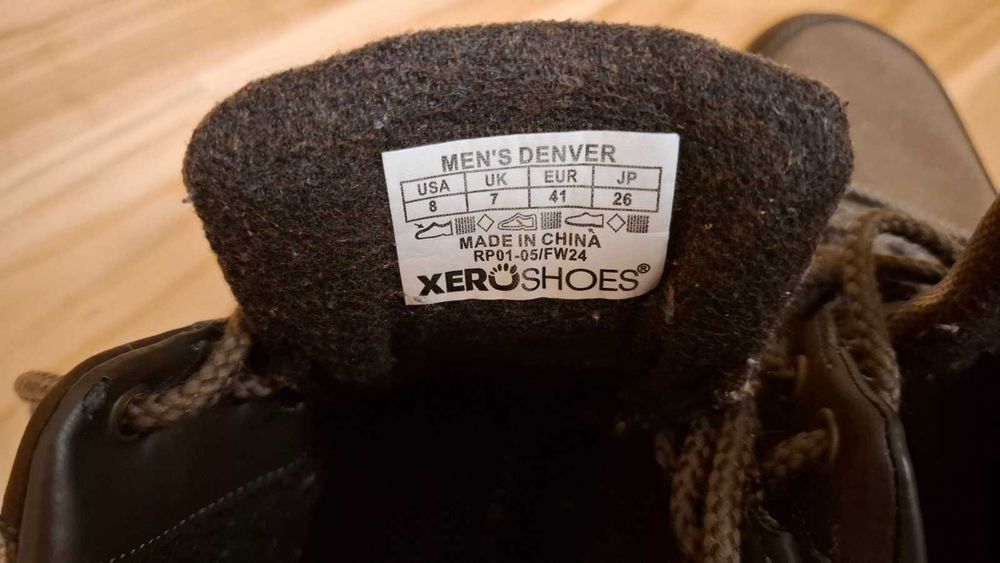 MEN'S DENVER
USA UK EUR JP
8 7 41 26
MADE IN CHINA
RP01-05/FW24
XEROSHOES®